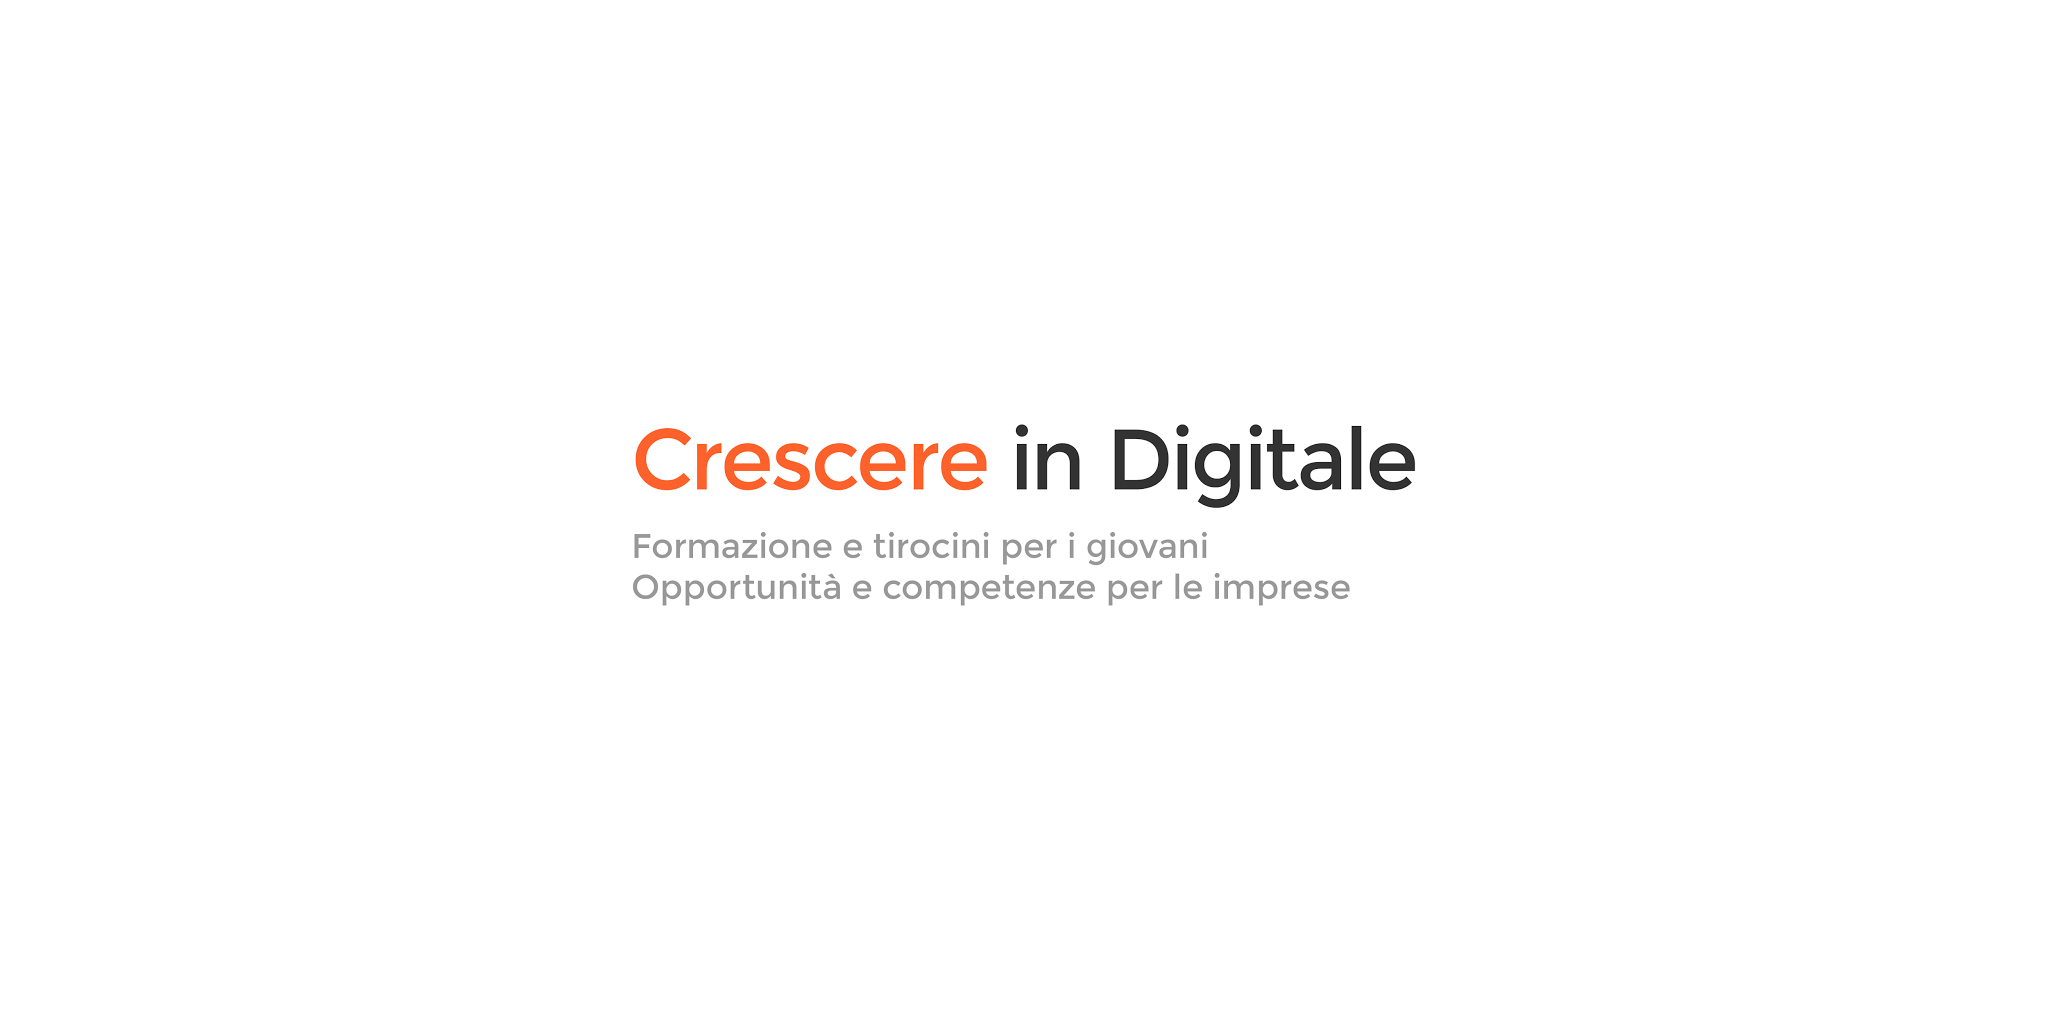 Crescere in Digitale
Formazione e tirocini per i giovani
Opportunità e competenze per le imprese